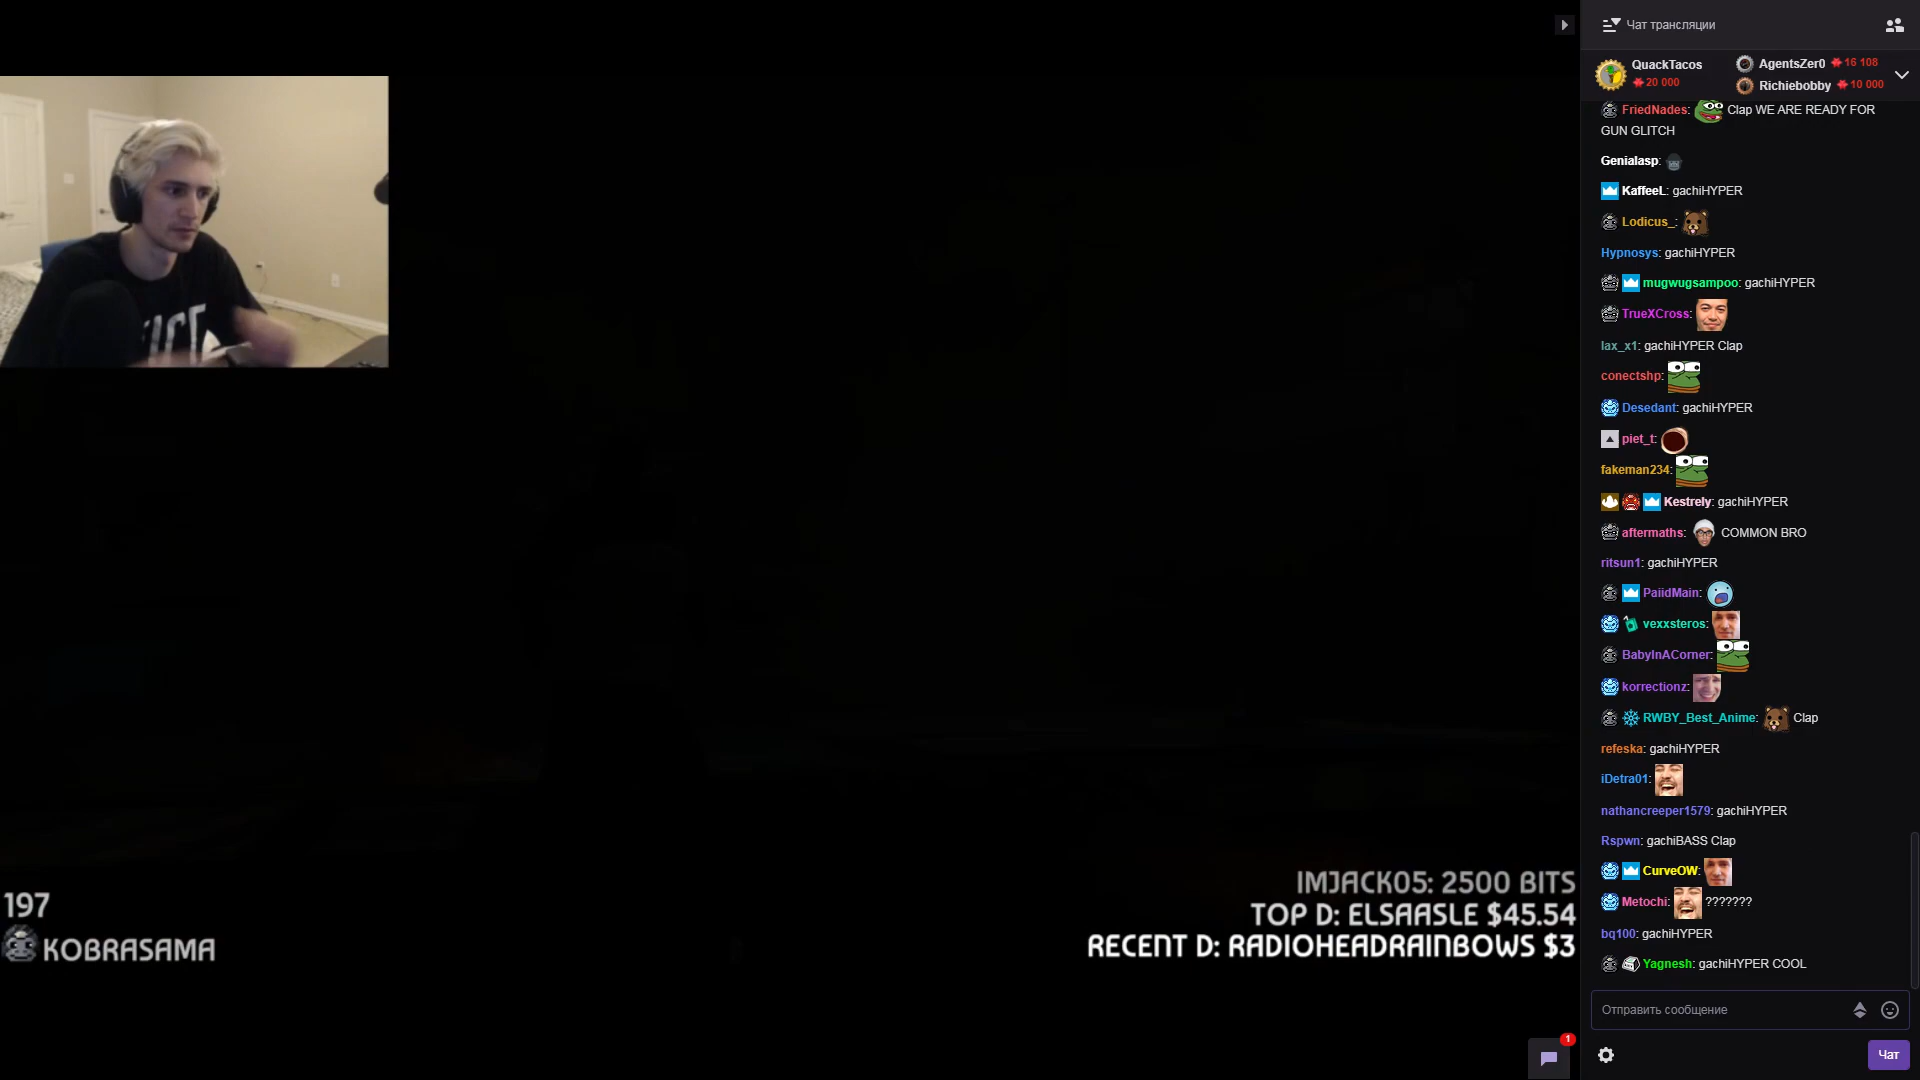 197
KOBRASAMA
IMJACK05: 2500 BITS
TOP D: ELSAASLE $45.54
RECENT D: RADIOHEADRAINBOWS $3
1
Чат трансляции
QuackTacos
20 000
AgentsZer0 16 108
Richiebobby 10 000
FriedNades: Clap WE ARE READY FOR
GUN GLITCH
Genialasp:
KaffeeL: gachiHYPER
Lodicus_:
Hypnosys: gachiHYPER
mugwugsampoo: gachiHYPER
TrueXCross:
lax_x1: gachiHYPER Clap
conectshp:
Desedant: gachiHYPER
piet_t:
fakeman234:
Kestrely: gachiHYPER
aftermaths: COMMON BRO
ritsun1: gachiHYPER
PaiidMain:
vexxsteros:
BabyInACorner:
korrectionz:
RWBY_Best_Anime: Clap
refeska: gachiHYPER
iDetra01:
nathancreeper1579: gachiHYPER
Rspwn: gachiBASS Clap
CurveOW:
Metochi: ???????
bq100: gachiHYPER
Yagnesh: gachiHYPER COOL
Отправить сообщение
Чат